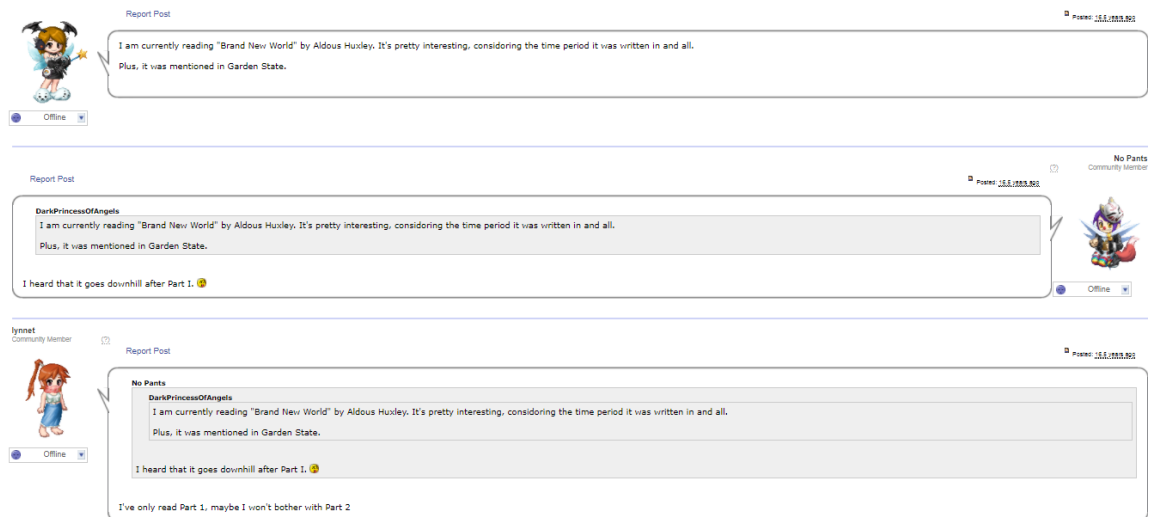 Report Post
Posted: 16.5 years ago
I am currently reading "Brand New World" by Aldous Huxley. It's pretty interesting, considoring the time period it was written in and all.
Plus, it was mentioned in Garden State.
Offline
No Pants
Community Member
Report Post
Posted: 16.5 years ago
DarkPrincessOfAngels
I am currently reading "Brand New World" by Aldous Huxley. It's pretty interesting, considoring the time period it was written in and all.
Plus, it was mentioned in Garden State.
I heard that it goes downhill after Part I.
Offline
lynnet
Community Member
Report Post
Posted: 16.5 years ago
No Pants
DarkPrincessOfAngels
I am currently reading "Brand New World" by Aldous Huxley. It's pretty interesting, considoring the time period it was written in and all.
Plus, it was mentioned in Garden State.
I heard that it goes downhill after Part I.
Offline
I've only read Part 1, maybe I won't bother with Part 2